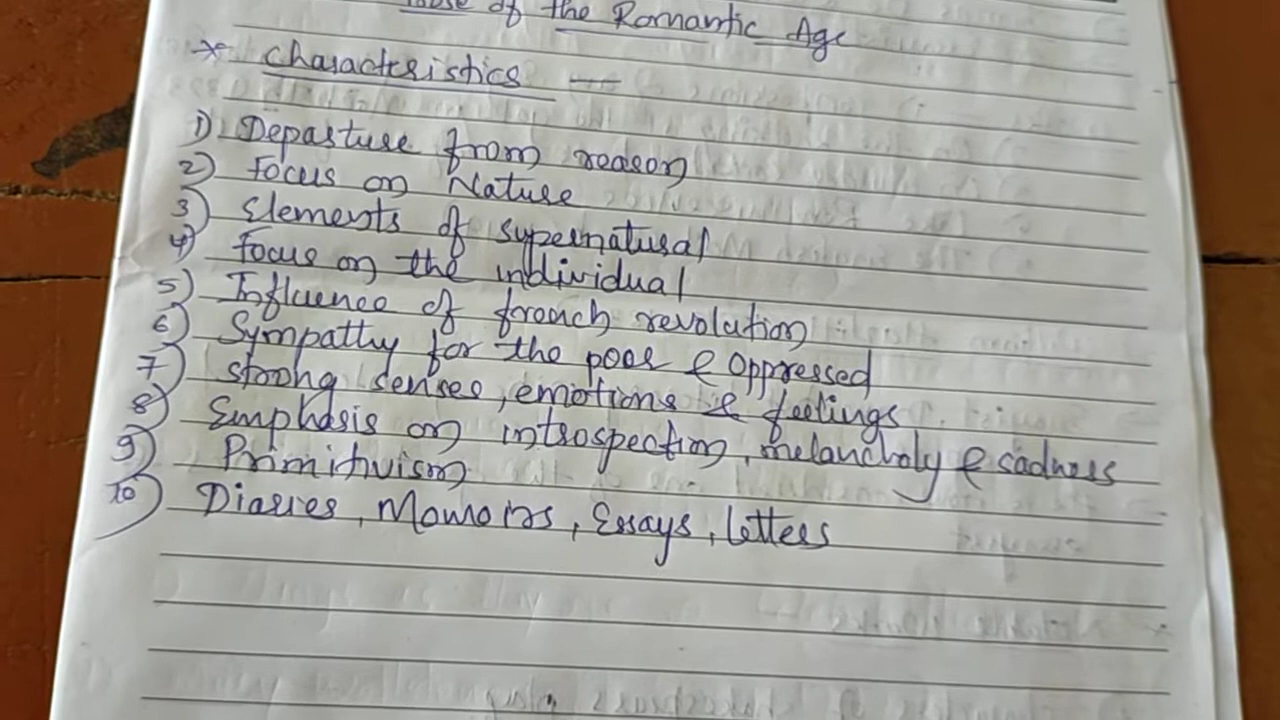 of the Romantic Age
* Characteristics —
1) Departure from reason
2) Focus on Nature
3) Elements of supernatural
4) Focus on the individual
5) Influence of french revolution
6) Sympathy for the poor & Oppressed
7) strong senses, emotions & feelings
8) Emphasis on introspection, melancholy & sadness
9) Primitivism
10) Diaries, Memoirs, Essays, letters